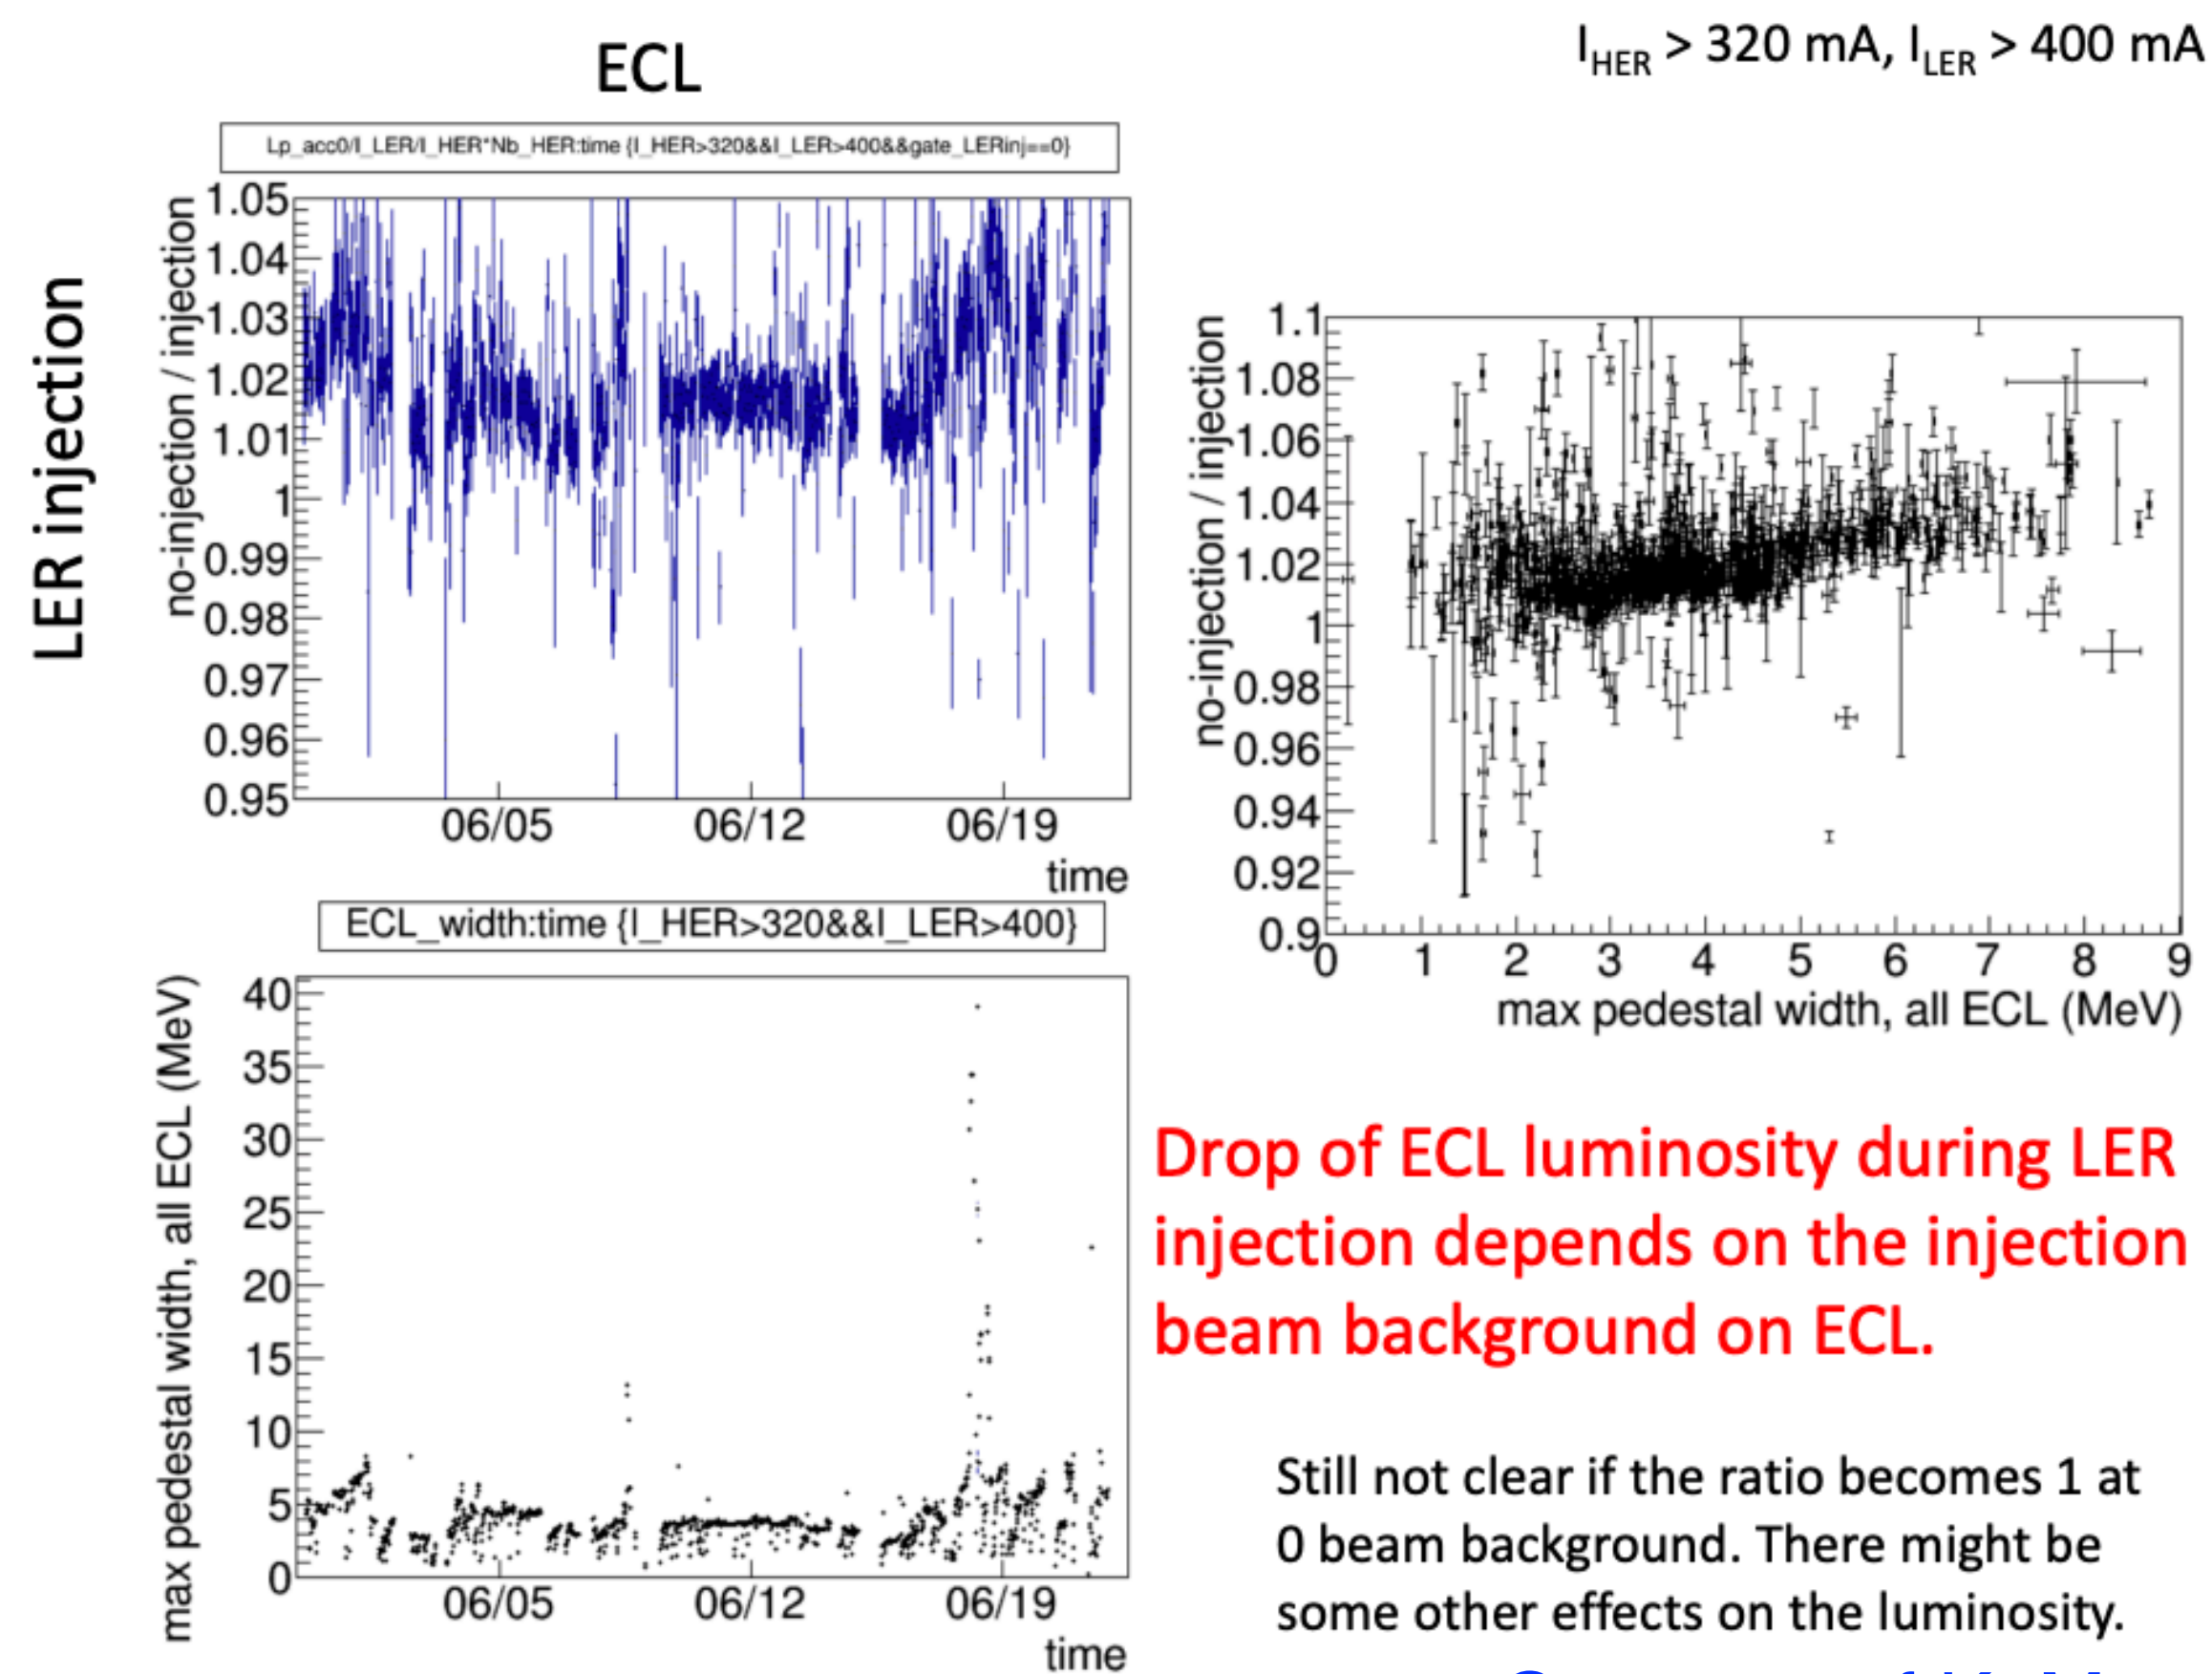 ECL
I_HER > 320 mA, I_LER > 400 mA
LER injection
Lp_acc0/I_LER/I_HER*Nb_HER:time {I_HER>320&&I_LER>400&&gate_LERinj==0}
no-injection / injection
1.05
1.04
1.03
1.02
1.01
1
0.99
0.98
0.97
0.96
0.95
06/05 06/12 06/19
time
ECL_width:time {I_HER>320&&I_LER>400}
max pedestal width, all ECL (MeV)
40
35
30
25
20
15
10
5
0
06/05 06/12 06/19
time
no-injection / injection
1.1
1.08
1.06
1.04
1.02
1
0.98
0.96
0.94
0.92
0.9
0 1 2 3 4 5 6 7 8 9
max pedestal width, all ECL (MeV)
Drop of ECL luminosity during LER
injection depends on the injection
beam background on ECL.
Still not clear if the ratio becomes 1 at
0 beam background. There might be
some other effects on the luminosity.